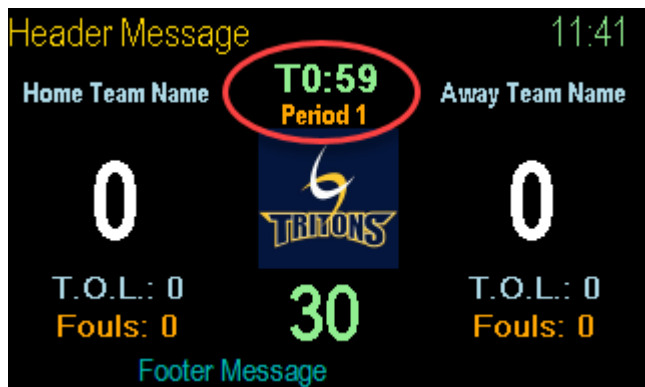 Header Message
11:41
T0:59
Period 1
Home Team Name
Away Team Name
0
0
TRITONS
T.O.L.: 0
T.O.L.: 0
Fouls: 0
30
Fouls: 0
Footer Message